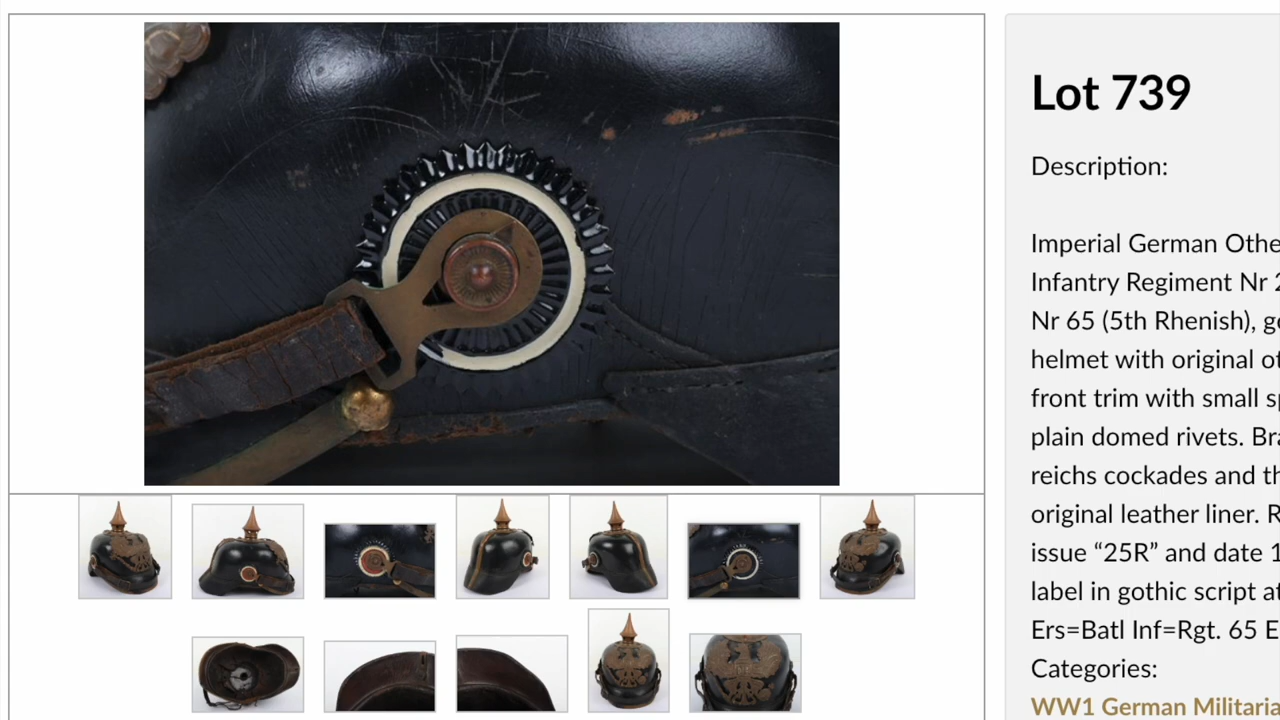 Lot 739
Description:
Imperial German Othe
Infantry Regiment Nr 2
Nr 65 (5th Rhenish), g
helmet with original ot
front trim with small s
plain domed rivets. Bra
reichs cockades and th
original leather liner. R
issue “25R” and date 1
label in gothic script at
Ers=Batl Inf=Rgt. 65 E
Categories:
WW1 German Militaria